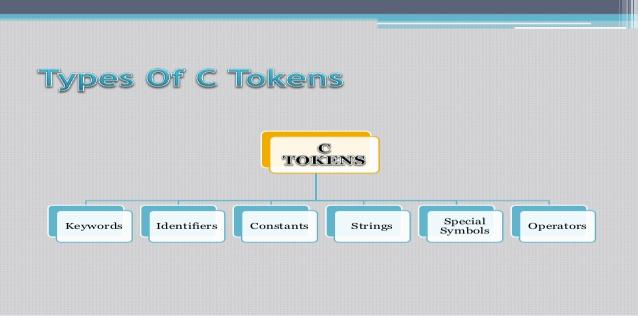 Types Of C Tokens
C
TOKENS
Keywords
Identifiers
Constants
Strings
Special
Symbols
Operators